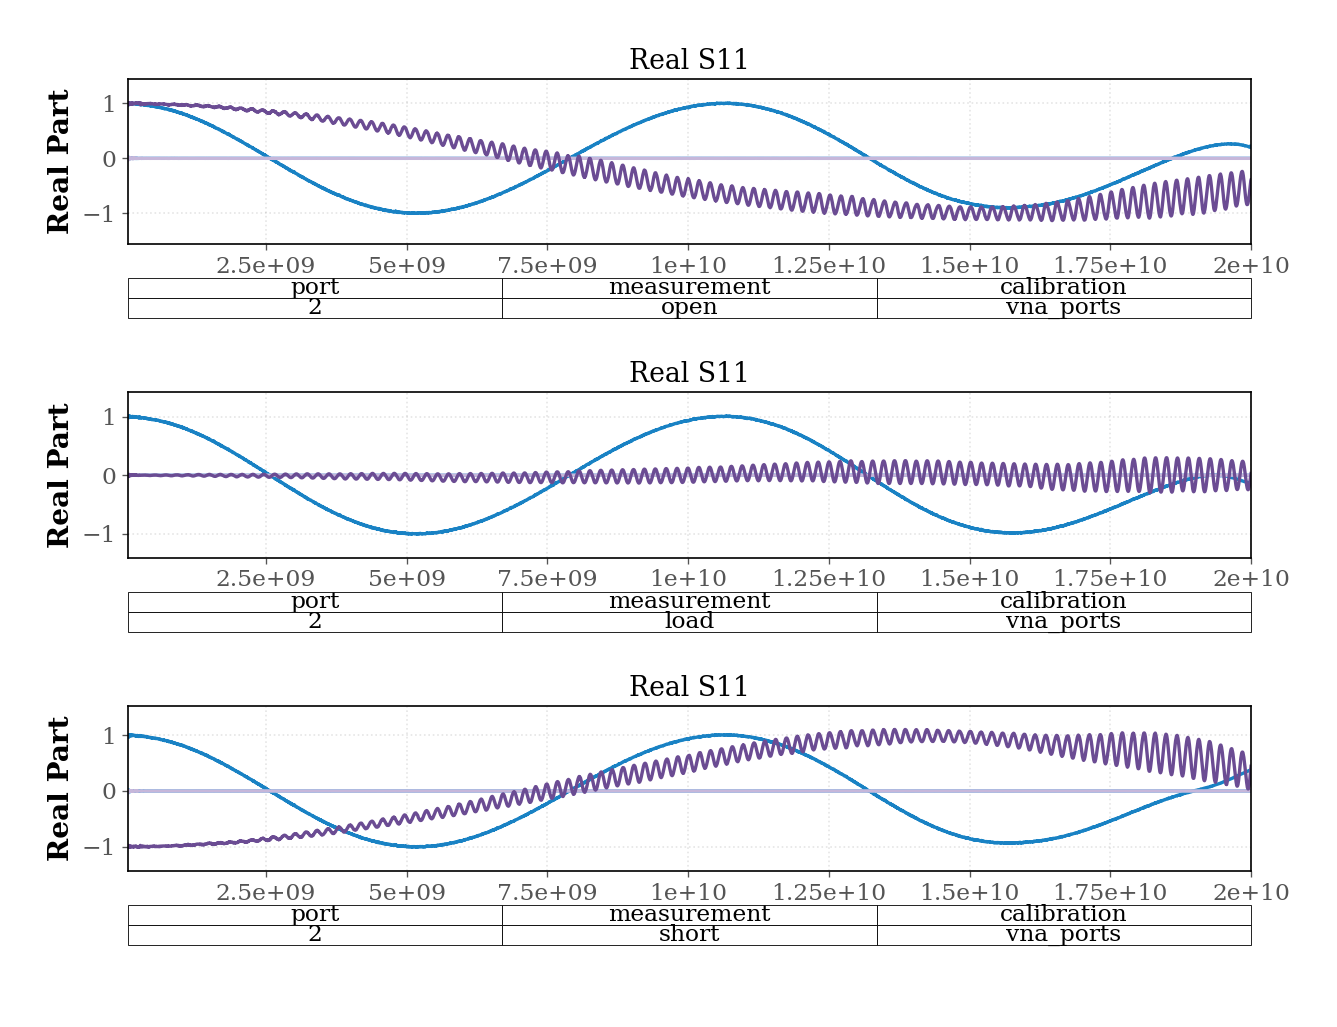 Real S11
Real Part
1
0
−1
2.5e+09 5e+09 7.5e+09 1e+10 1.25e+10 1.5e+10 1.75e+10 2e+10
port measurement calibration
2 open vna_ports
Real S11
Real Part
1
0
−1
2.5e+09 5e+09 7.5e+09 1e+10 1.25e+10 1.5e+10 1.75e+10 2e+10
port measurement calibration
2 load vna_ports
Real S11
Real Part
1
0
−1
2.5e+09 5e+09 7.5e+09 1e+10 1.25e+10 1.5e+10 1.75e+10 2e+10
port measurement calibration
2 short vna_ports